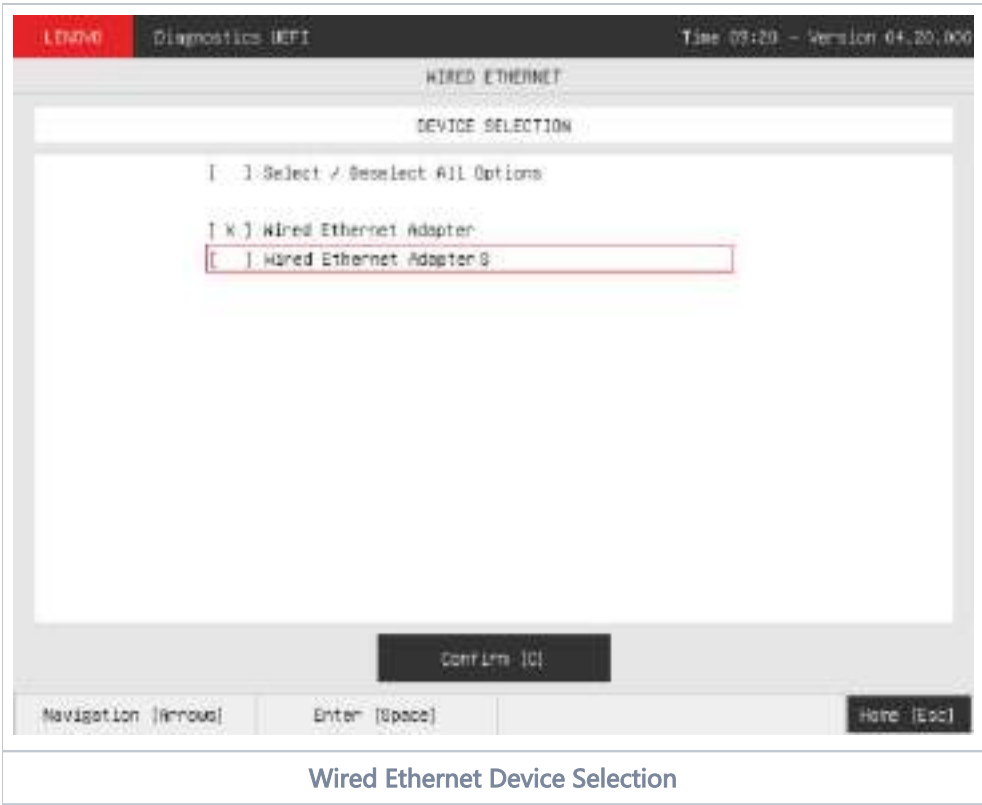 LENOVO Diagnostics UEFI Time 09:20 - Version 04.20.000
WIRED ETHERNET
DEVICE SELECTION
[ ] Select / Deselect All Options
[ X ] Wired Ethernet Adapter
[ ] Wired Ethernet Adapter
Confirm [C]
Navigation [Arrows] Enter [Space] Home [Esc]
Wired Ethernet Device Selection